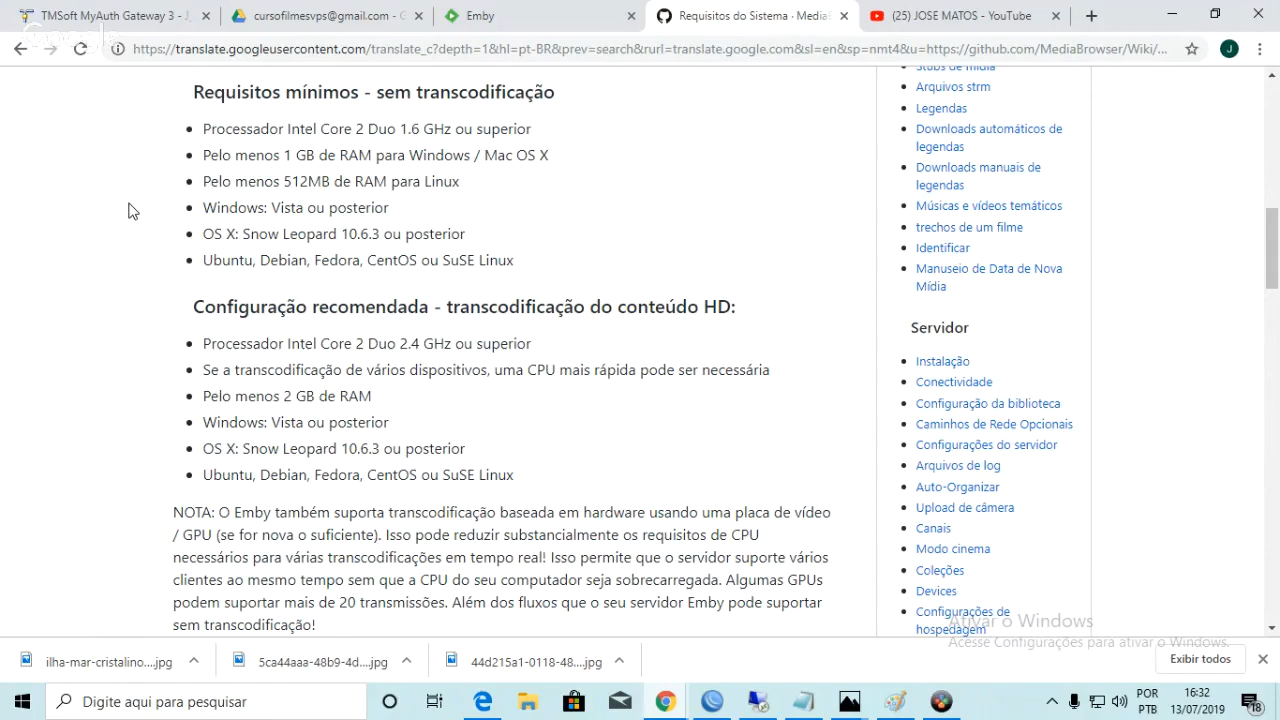 TMSoft MyAuth Gateway 3 - J
cursofilmesvps@gmail.com - G
Emby
Requisitos do Sistema · MediaB
(25) JOSE MATOS - YouTube
https://translate.googleusercontent.com/translate_c?depth=1&hl=pt-BR&prev=search&rurl=translate.google.com&sl=en&sp=nmt4&u=https://github.com/MediaBrowser/Wiki/...
J
Requisitos mínimos - sem transcodificação
Processador Intel Core 2 Duo 1.6 GHz ou superior
Pelo menos 1 GB de RAM para Windows / Mac OS X
Pelo menos 512MB de RAM para Linux
Windows: Vista ou posterior
OS X: Snow Leopard 10.6.3 ou posterior
Ubuntu, Debian, Fedora, CentOS ou SuSE Linux
Configuração recomendada - transcodificação do conteúdo HD:
Processador Intel Core 2 Duo 2.4 GHz ou superior
Se a transcodificação de vários dispositivos, uma CPU mais rápida pode ser necessária
Pelo menos 2 GB de RAM
Windows: Vista ou posterior
OS X: Snow Leopard 10.6.3 ou posterior
Ubuntu, Debian, Fedora, CentOS ou SuSE Linux
NOTA: O Emby também suporta transcodificação baseada em hardware usando uma placa de vídeo
/ GPU (se for nova o suficiente). Isso pode reduzir substancialmente os requisitos de CPU
necessários para várias transcodificações em tempo real! Isso permite que o servidor suporte vários
clientes ao mesmo tempo sem que a CPU do seu computador seja sobrecarregada. Algumas GPUs
podem suportar mais de 20 transmissões. Além dos fluxos que o seu servidor Emby pode suportar
sem transcodificação!
Stubs de mídia
Arquivos strm
Legendas
Downloads automáticos de
legendas
Downloads manuais de
legendas
Músicas e vídeos temáticos
trechos de um filme
Identificar
Manuseio de Data de Nova
Mídia
Servidor
Instalação
Conectividade
Configuração da biblioteca
Caminhos de Rede Opcionais
Configurações do servidor
Arquivos de log
Auto-Organizar
Upload de câmera
Canais
Modo cinema
Coleções
Devices
Configurações de
hospedagem
Ativar o Windows
Acesse Configurações para ativar o Windows.
ilha-mar-cristalino....jpg
5ca44aaa-48b9-4d....jpg
44d215a1-0118-48....jpg
Exibir todos
Digite aqui para pesquisar
POR
PTB
16:32
13/07/2019
18